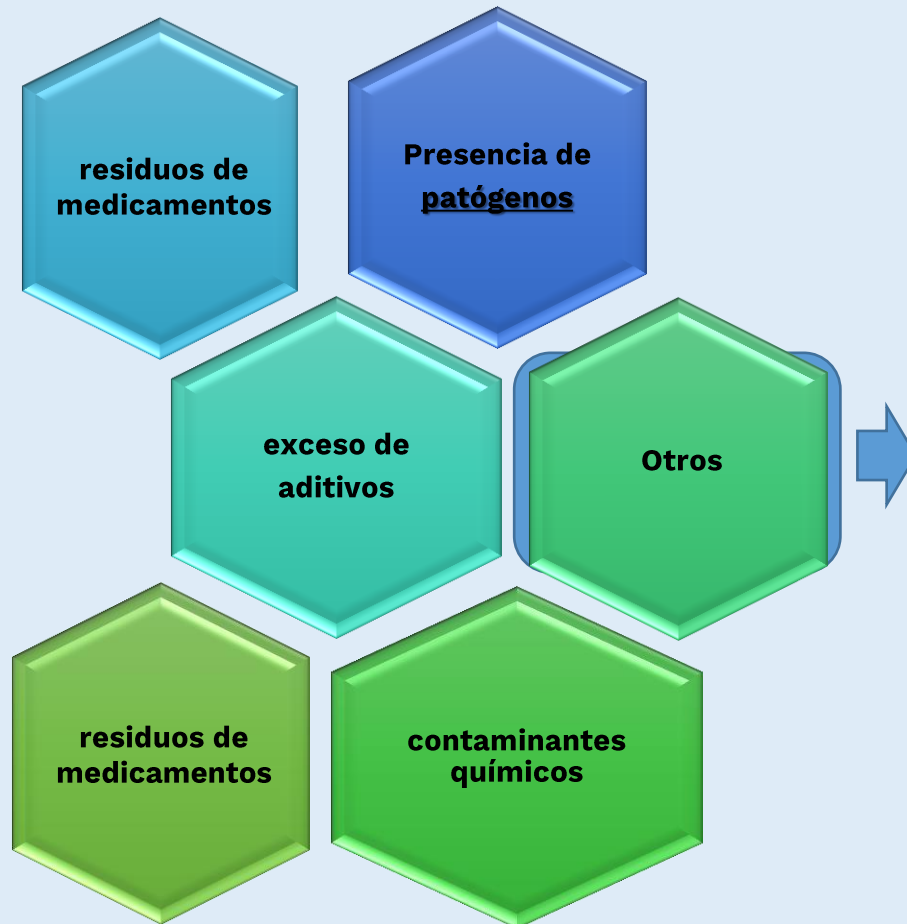 residuos de
medicamentos
Presencia de
patógenos
exceso de
aditivos
Otros
residuos de
medicamentos
contaminantes
químicos